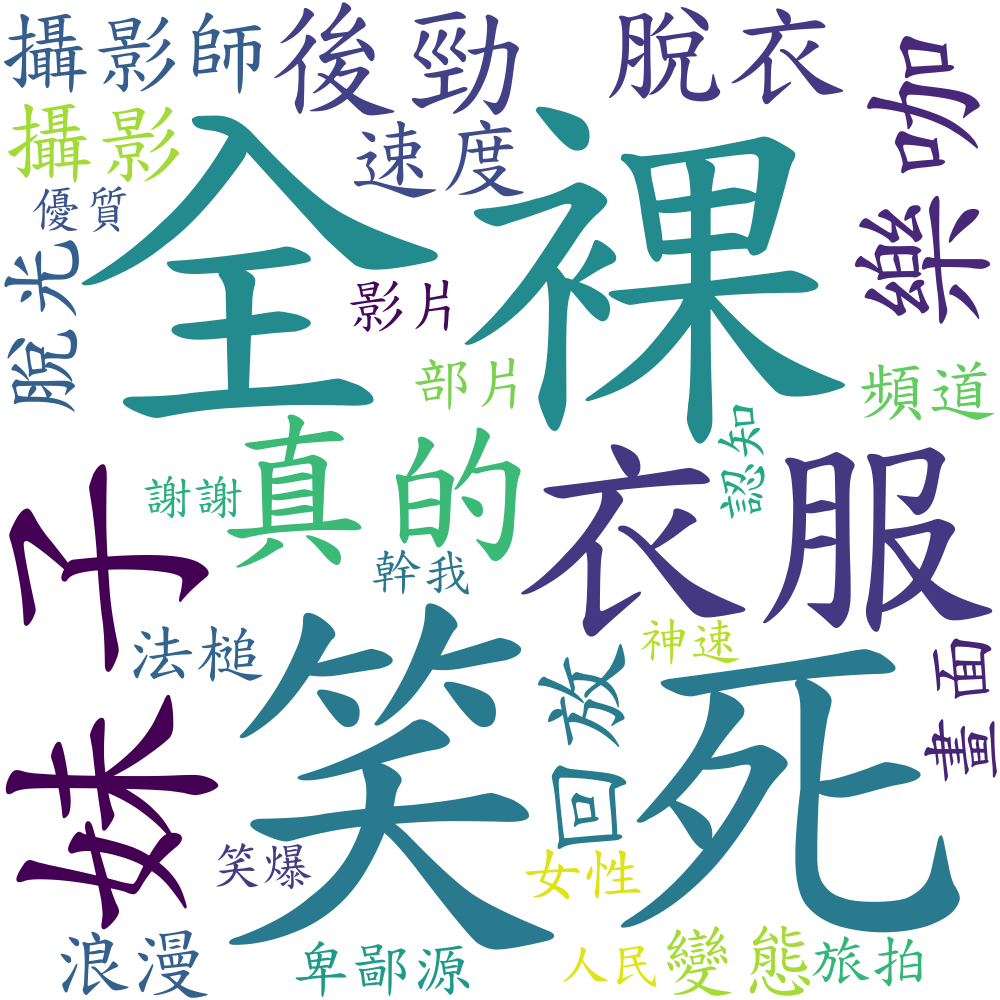 攝影師
後勁
脫衣
樂咖
攝影
速度
優質
全裸
脫光
影片
部片
頻道
真的
認知
謝謝
衣服
妹子
幹我
法槌
神速
笑死
回放
畫面
笑爆
女性
浪漫
卑鄙源
人民
變態
旅拍